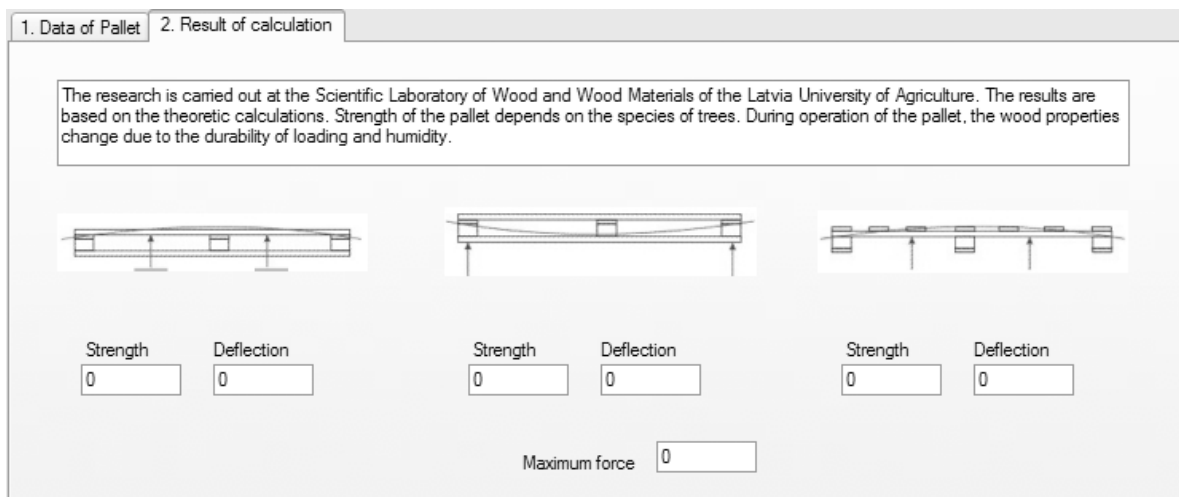 1. Data of Pallet 2. Result of calculation
The research is carried out at the Scientific Laboratory of Wood and Wood Materials of the Latvia University of Agriculture. The results are
based on the theoretic calculations. Strength of the pallet depends on the species of trees. During operation of the pallet, the wood properties
change due to the durability of loading and humidity.
Strength Deflection Strength Deflection Strength Deflection
0 0 0 0 0 0
Maximum force 0